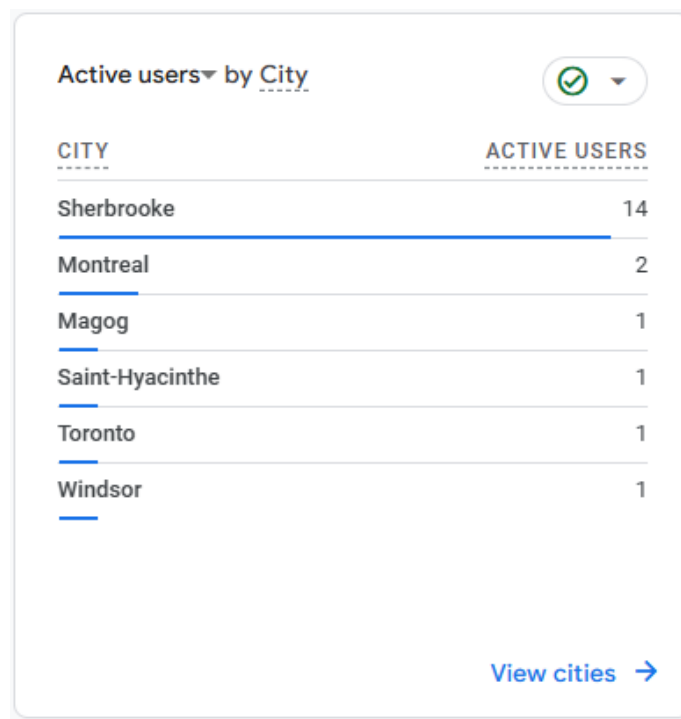 Active users by City
CITY ACTIVE USERS
Sherbrooke 14
Montreal 2
Magog 1
Saint-Hyacinthe 1
Toronto 1
Windsor 1
View cities